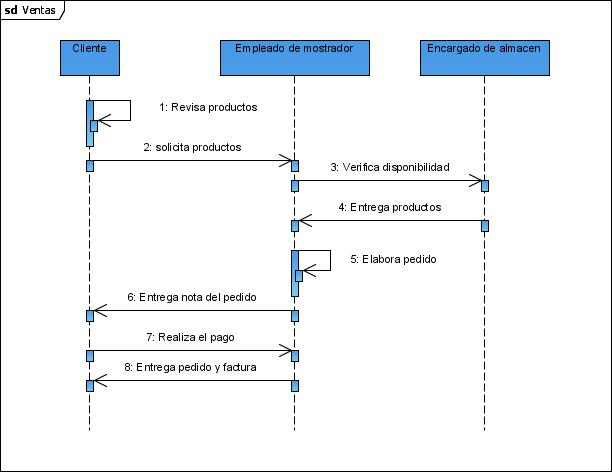 sd Ventas
Cliente
Empleado de mostrador
Encargado de almacen
1: Revisa productos
2: solicita productos
3: Verifica disponibilidad
4: Entrega productos
5: Elabora pedido
6: Entrega nota del pedido
7: Realiza el pago
8: Entrega pedido y factura